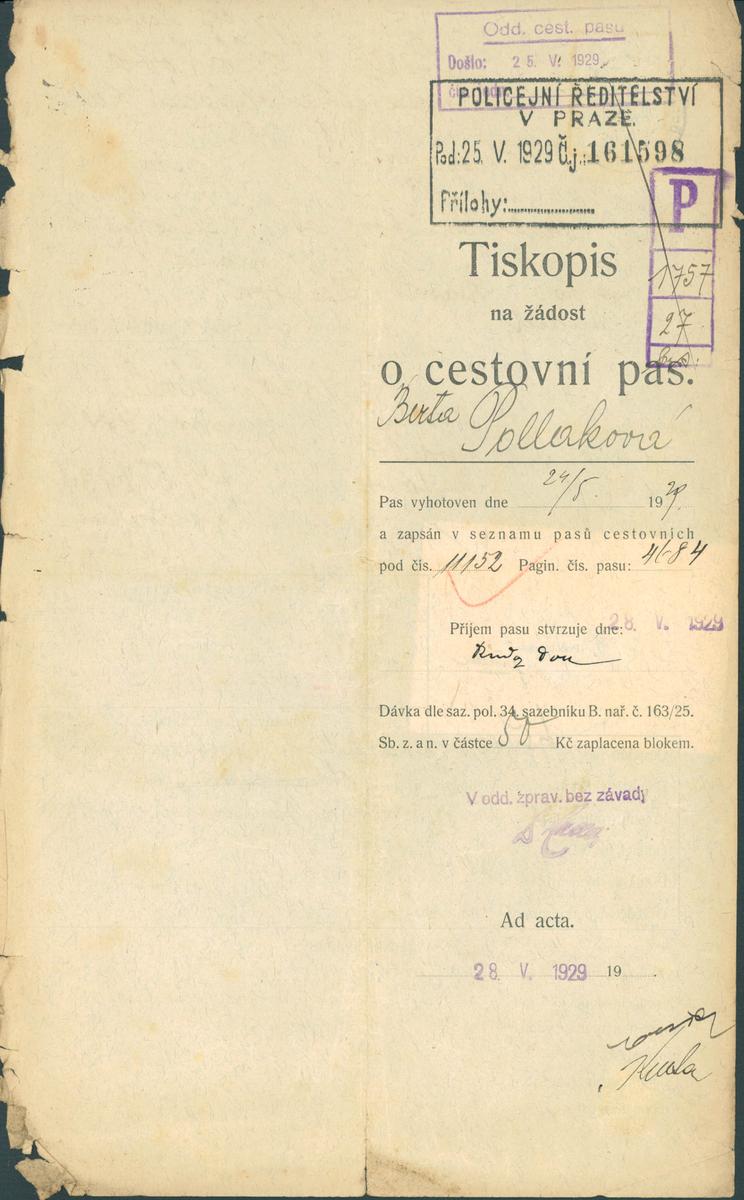 Odd. cest. pasů
Došlo: 25. V. 1929
POLICEJNÍ ŘEDITELSTVÍ
V PRAZE.
Pod: 25. V. 1929 Č.j.: 161598
Přílohy:
P
1757
27
Tiskopis
na žádost
o cestovní pas.
Berta Pollaková
Pas vyhotoven dne 24/5. 1929.
a zapsán v seznamu pasů cestovních
pod čís. 11152 Pagin. čís. pasu: 4684
Příjem pasu stvrzuje dne: 28. V. 1929
Dávka dle saz. pol. 34. sazebníku B. nař. č. 163/25.
Sb. z. a n. v částce 50 Kč zaplacena blokem.
V odd. zprav. bez závady
Ad acta.
28. V. 1929 19 .